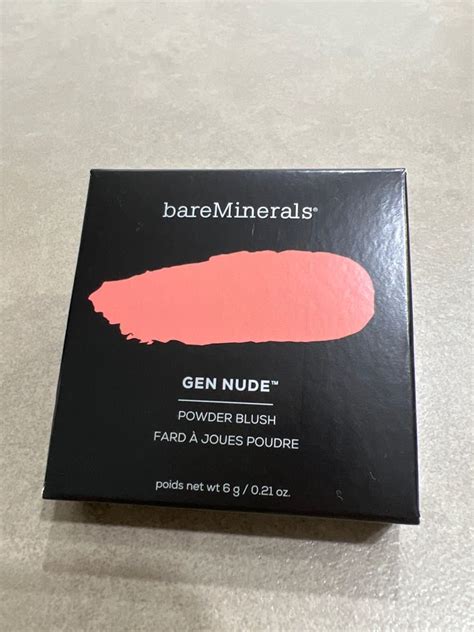 bareMinerals®
GEN NUDE™
POWDER BLUSH
FARD À JOUES POUDRE
poids net wt 6 g / 0.21 oz.